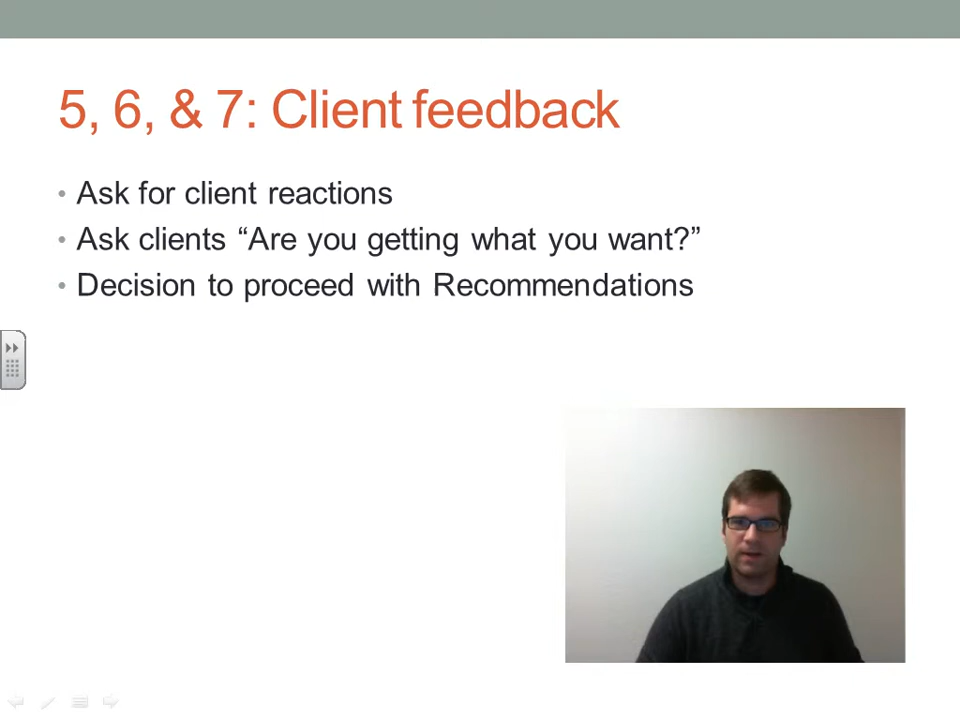 5, 6, & 7: Client feedback
• Ask for client reactions
• Ask clients “Are you getting what you want?”
• Decision to proceed with Recommendations